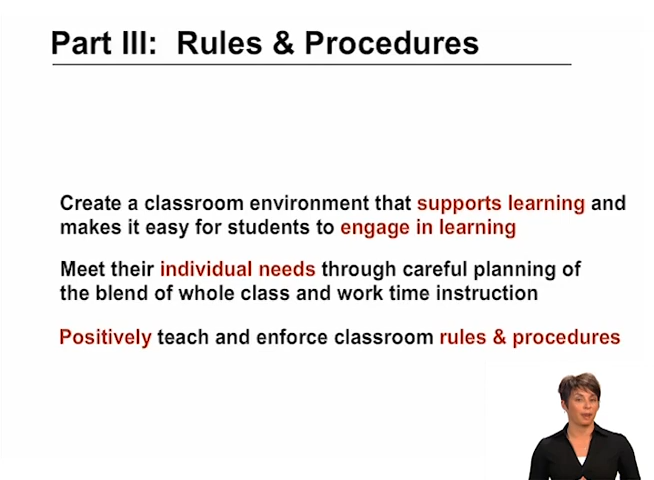 Part III: Rules & Procedures
Create a classroom environment that supports learning and
makes it easy for students to engage in learning
Meet their individual needs through careful planning of
the blend of whole class and work time instruction
Positively teach and enforce classroom rules & procedures